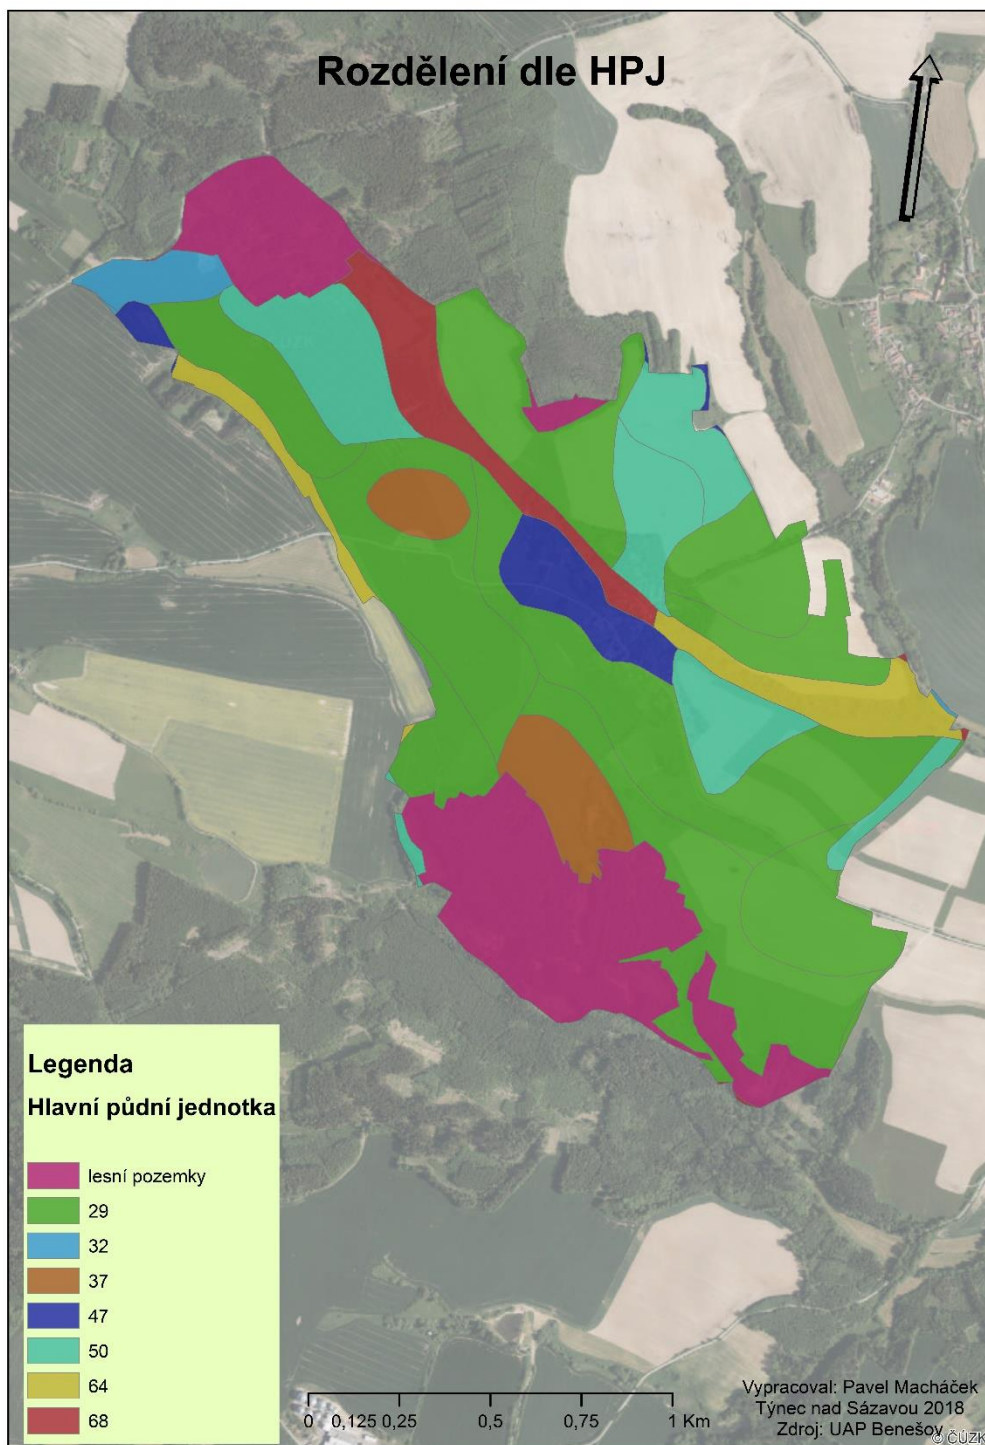 Rozdělení dle HPJ
Legenda
Hlavní půdní jednotka
lesní pozemky
29
32
37
47
50
64
68
0 0,125 0,25 0,5 0,75 1 Km
Vypracoval: Pavel Macháček
Týnec nad Sázavou 2018
Zdroj: UAP Benešov
© ČÚZK